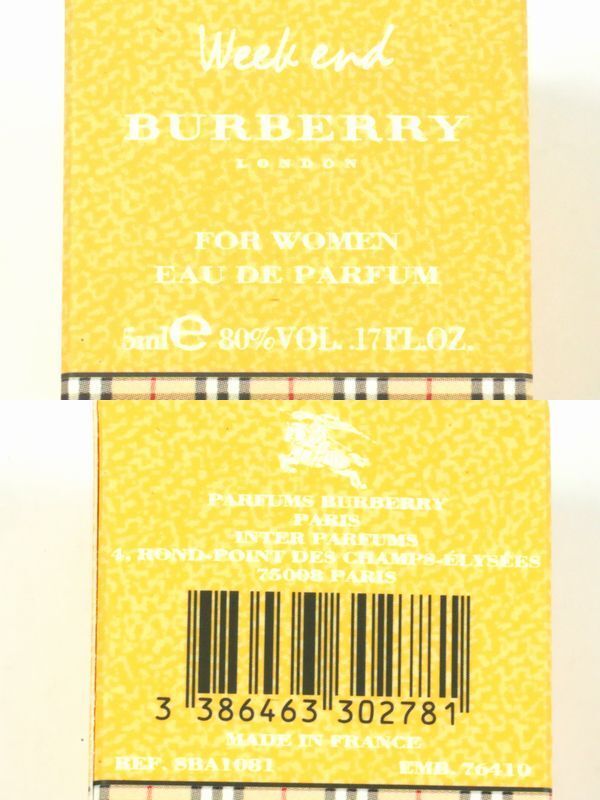 Week end
BURBERRY
LONDON
FOR WOMEN
EAU DE PARFUM
5ml e 80%VOL. .17FL.OZ.
PARFUMS BURBERRY
PARIS
INTER PARFUMS
4, ROND-POINT DES CHAMPS-ÉLYSÉES
75008 PARIS
3 386463 302781
MADE IN FRANCE
REF. 8BA1081 EMB. 76410